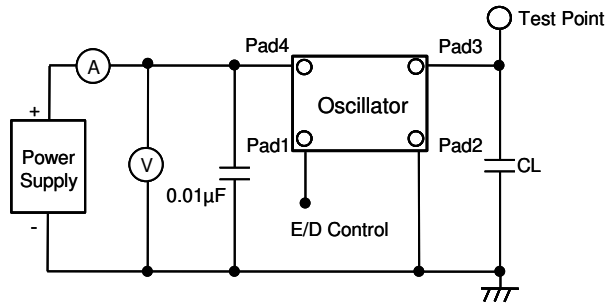 Test Point
Pad4
Pad3
A
Oscillator
+
Pad1
Pad2
Power
Supply
V
CL
0.01µF
-
E/D Control